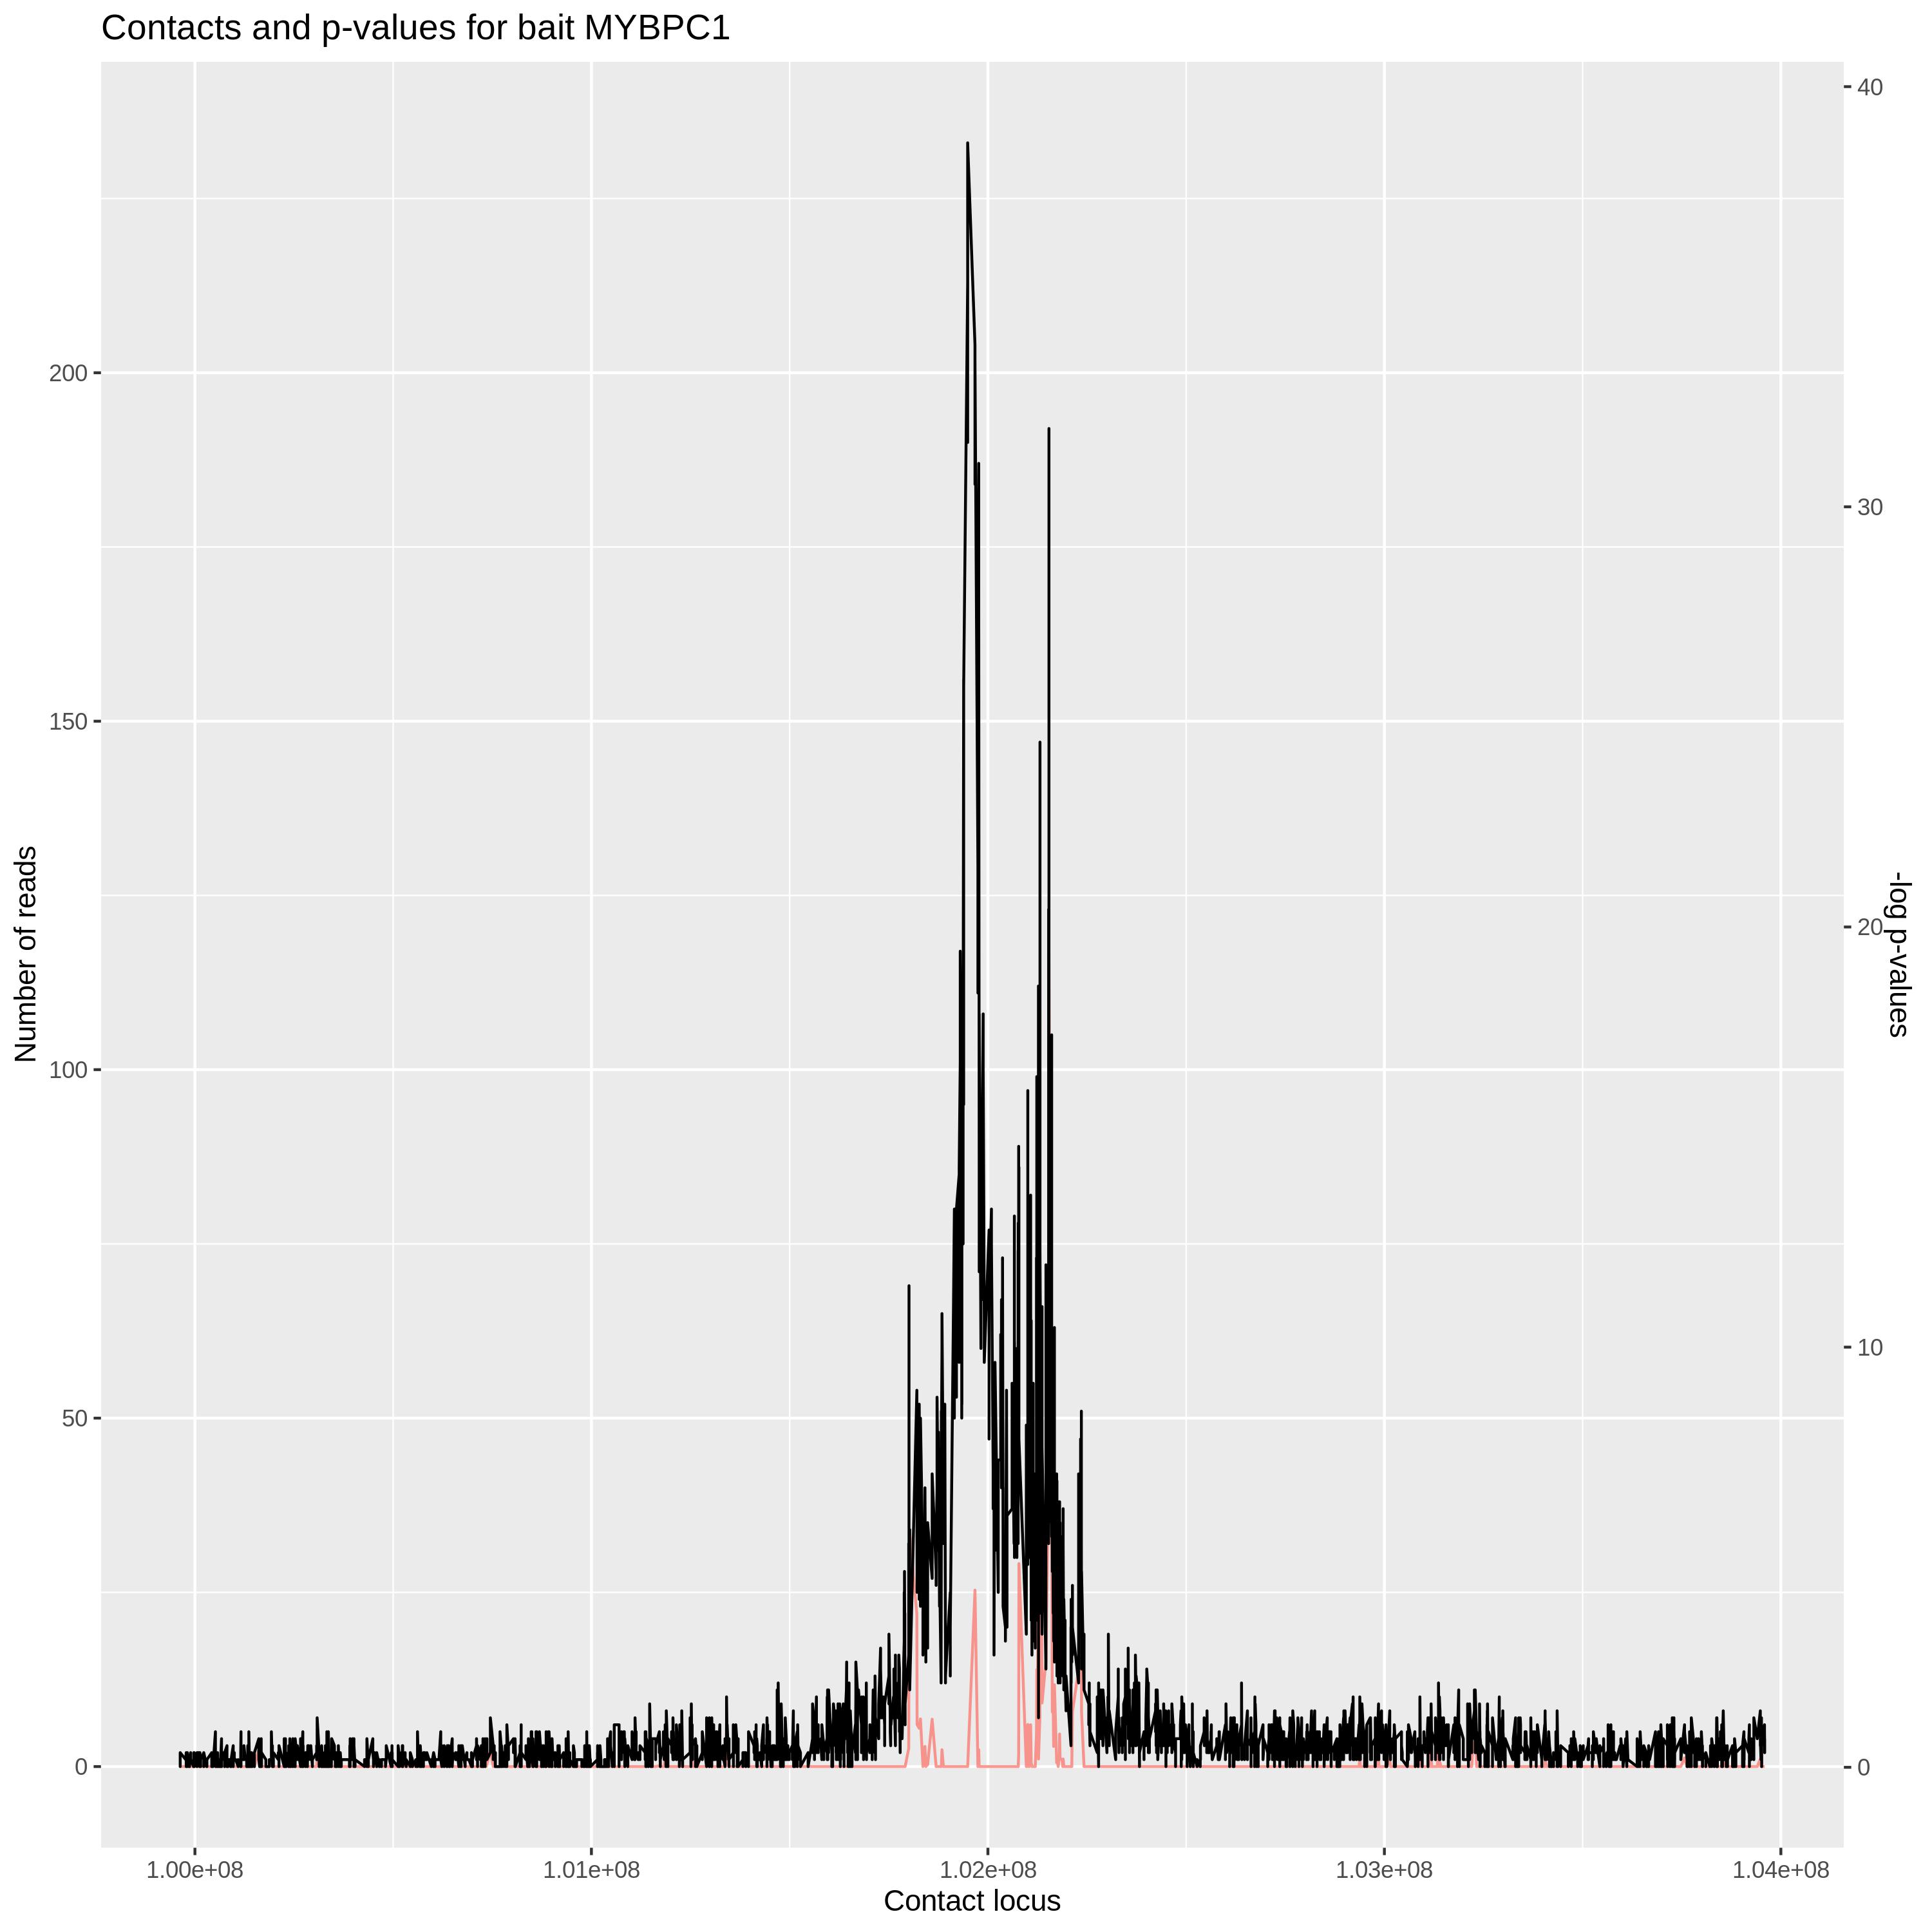 Contacts and p-values for bait MYBPC1
Number of reads
200
150
100
50
0
40
30
20
10
0
-log p-values
1.00e+08
1.01e+08
1.02e+08
1.03e+08
1.04e+08
Contact locus